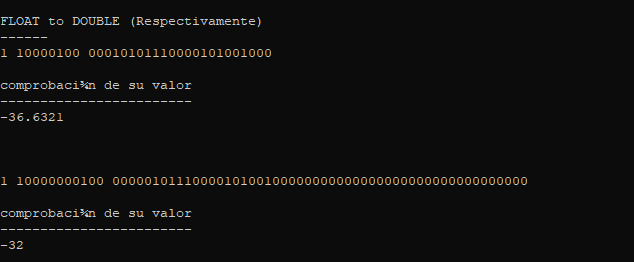 FLOAT to DOUBLE (Respectivamente)
------
1 10000100 00010101110000101001000
comprobaci¾n de su valor
------------------------
-36.6321
1 10000000100 0000010111000010100100000000000000000000000000000000
comprobaci¾n de su valor
------------------------
-32